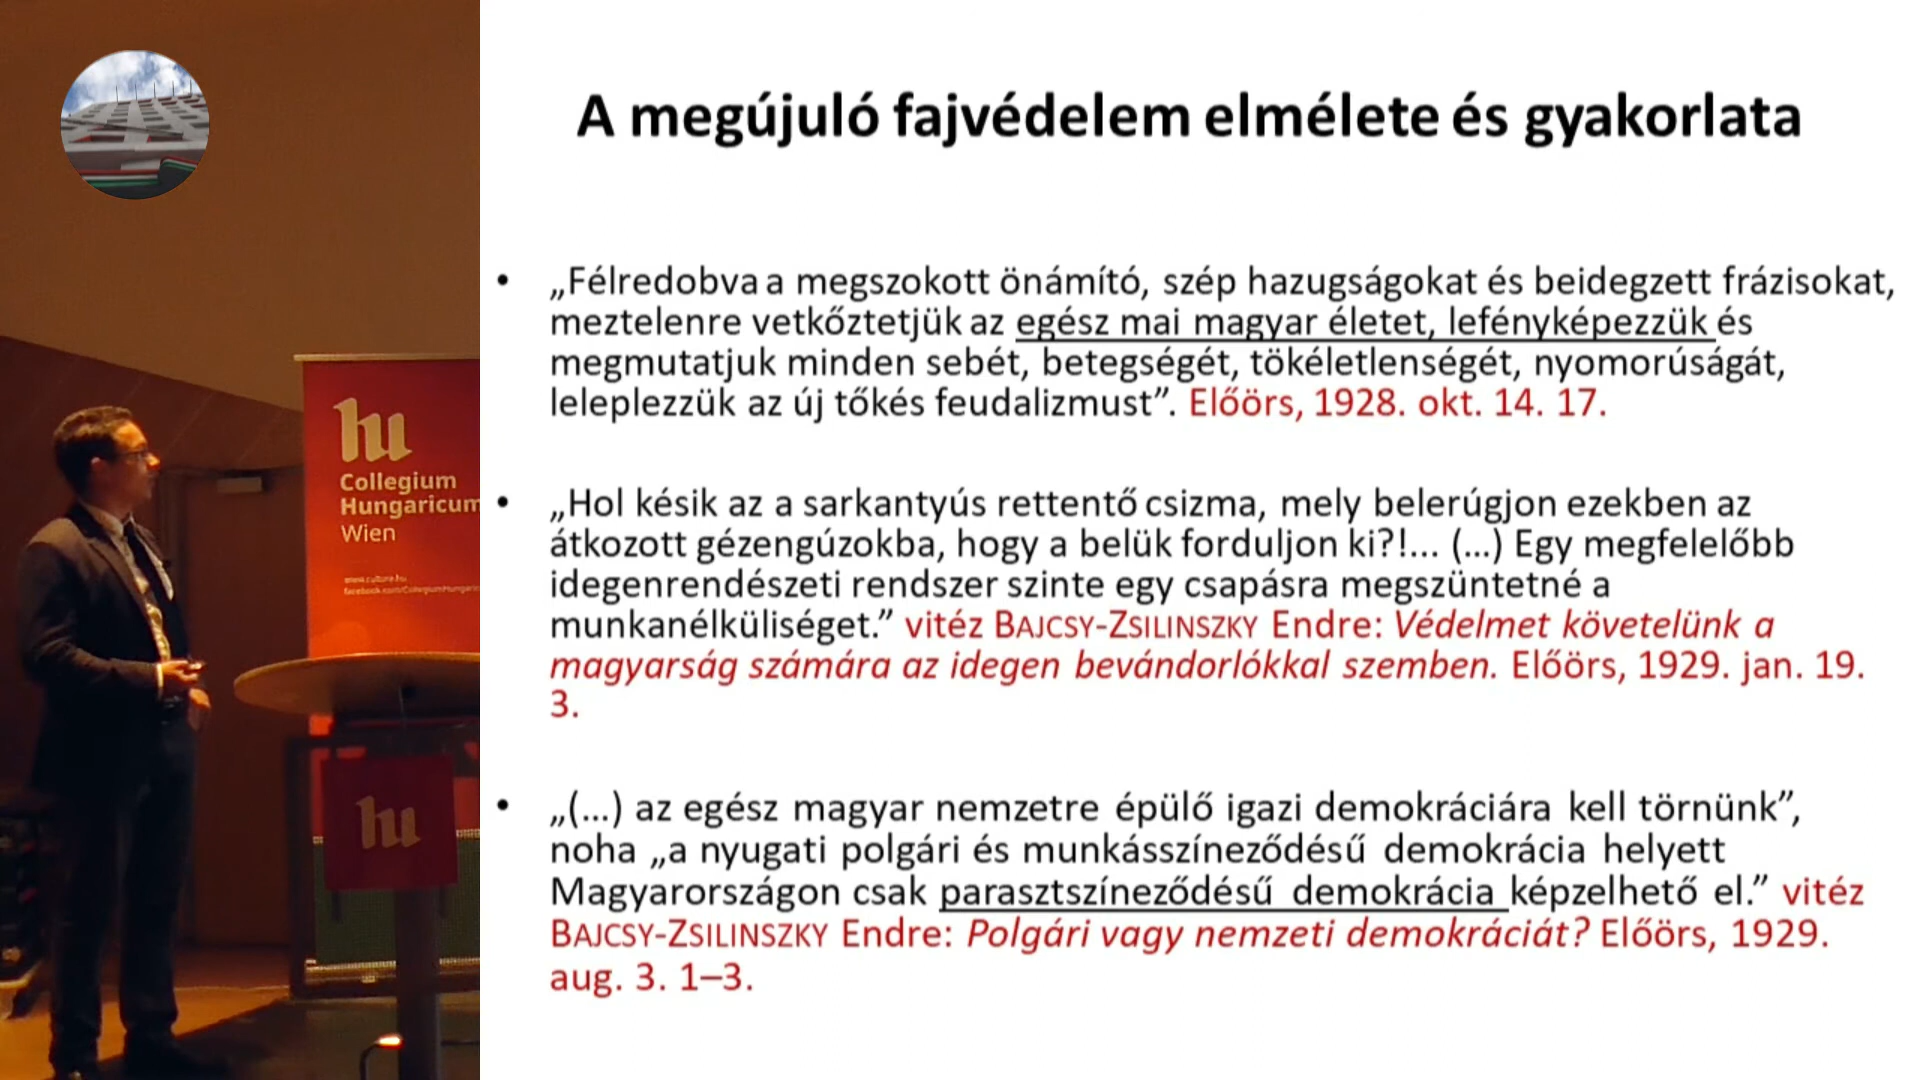 A megújuló fajvédelem elmélete és gyakorlata
• „Félredobva a megszokott önámító, szép hazugságokat és beidegzett frázisokat,
meztelenre vetkőztetjük az egész mai magyar életet, lefényképezzük és
megmutatjuk minden sebét, betegségét, tökéletlenségét, nyomorúságát,
leleplezzük az új tőkés feudalizmust”. Előörs, 1928. okt. 14. 17.
• „Hol késik az a sarkantyús rettentő csizma, mely belerúgjon ezekben az
átkozott gézengúzokba, hogy a belük forduljon ki?!... (...) Egy megfelelőbb
idegenrendészeti rendszer szinte egy csapásra megszüntetné a
munkanélküliséget.” vitéz BAJCSY-ZSILINSZKY Endre: Védelmet követelünk a
magyarság számára az idegen bevándorlókkal szemben. Előörs, 1929. jan. 19.
3.
• „(...) az egész magyar nemzetre épülő igazi demokráciára kell törnünk”,
noha „a nyugati polgári és munkásszíneződésű demokrácia helyett
Magyarországon csak parasztszíneződésű demokrácia képzelhető el.” vitéz
BAJCSY-ZSILINSZKY Endre: Polgári vagy nemzeti demokráciát? Előörs, 1929.
aug. 3. 1–3.
hu
Collegium
Hungaricum
Wien
hu